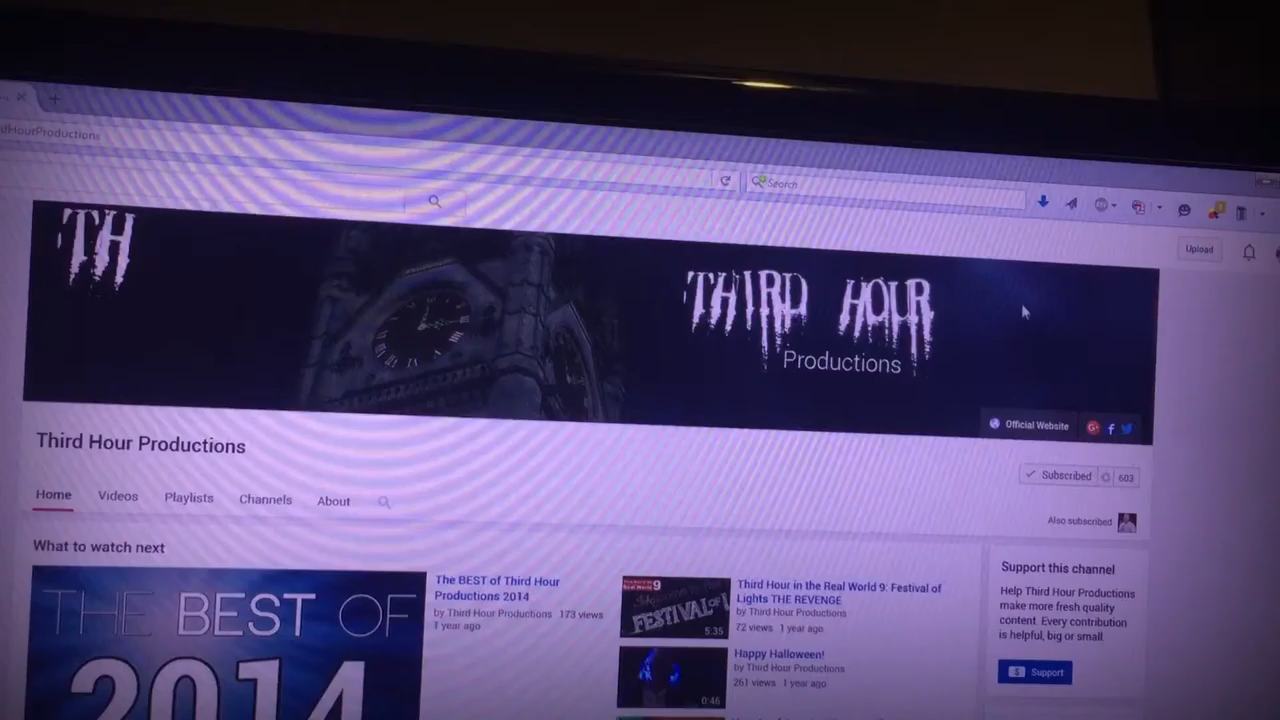 dHourProductions
Search
Upload
TH
THIRD HOUR
Productions
Official Website
Third Hour Productions
Subscribed 603
Home Videos Playlists Channels About
Also subscribed
What to watch next
THE BEST OF
2014
The BEST of Third Hour
Productions 2014
by Third Hour Productions 173 views
1 year ago
9
FESTIVAL OF
5:35
Third Hour in the Real World 9: Festival of
Lights THE REVENGE
by Third Hour Productions
72 views 1 year ago
0:46
Happy Halloween!
by Third Hour Productions
261 views 1 year ago
Support this channel
Help Third Hour Productions
make more fresh quality
content. Every contribution
is helpful, big or small.
$ Support